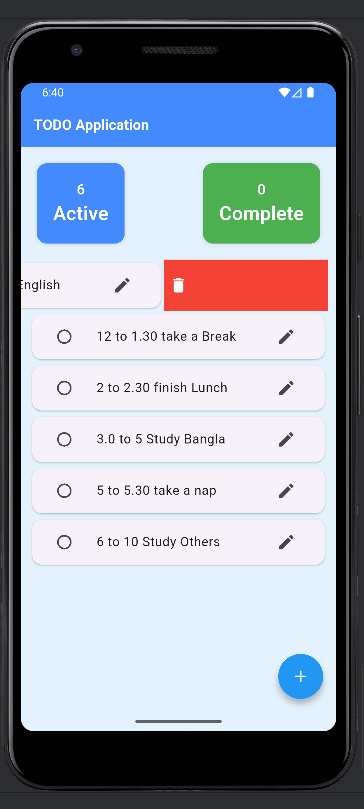 6:40
TODO Application
6
Active
0
Complete
English
12 to 1.30 take a Break
2 to 2.30 finish Lunch
3.0 to 5 Study Bangla
5 to 5.30 take a nap
6 to 10 Study Others
+